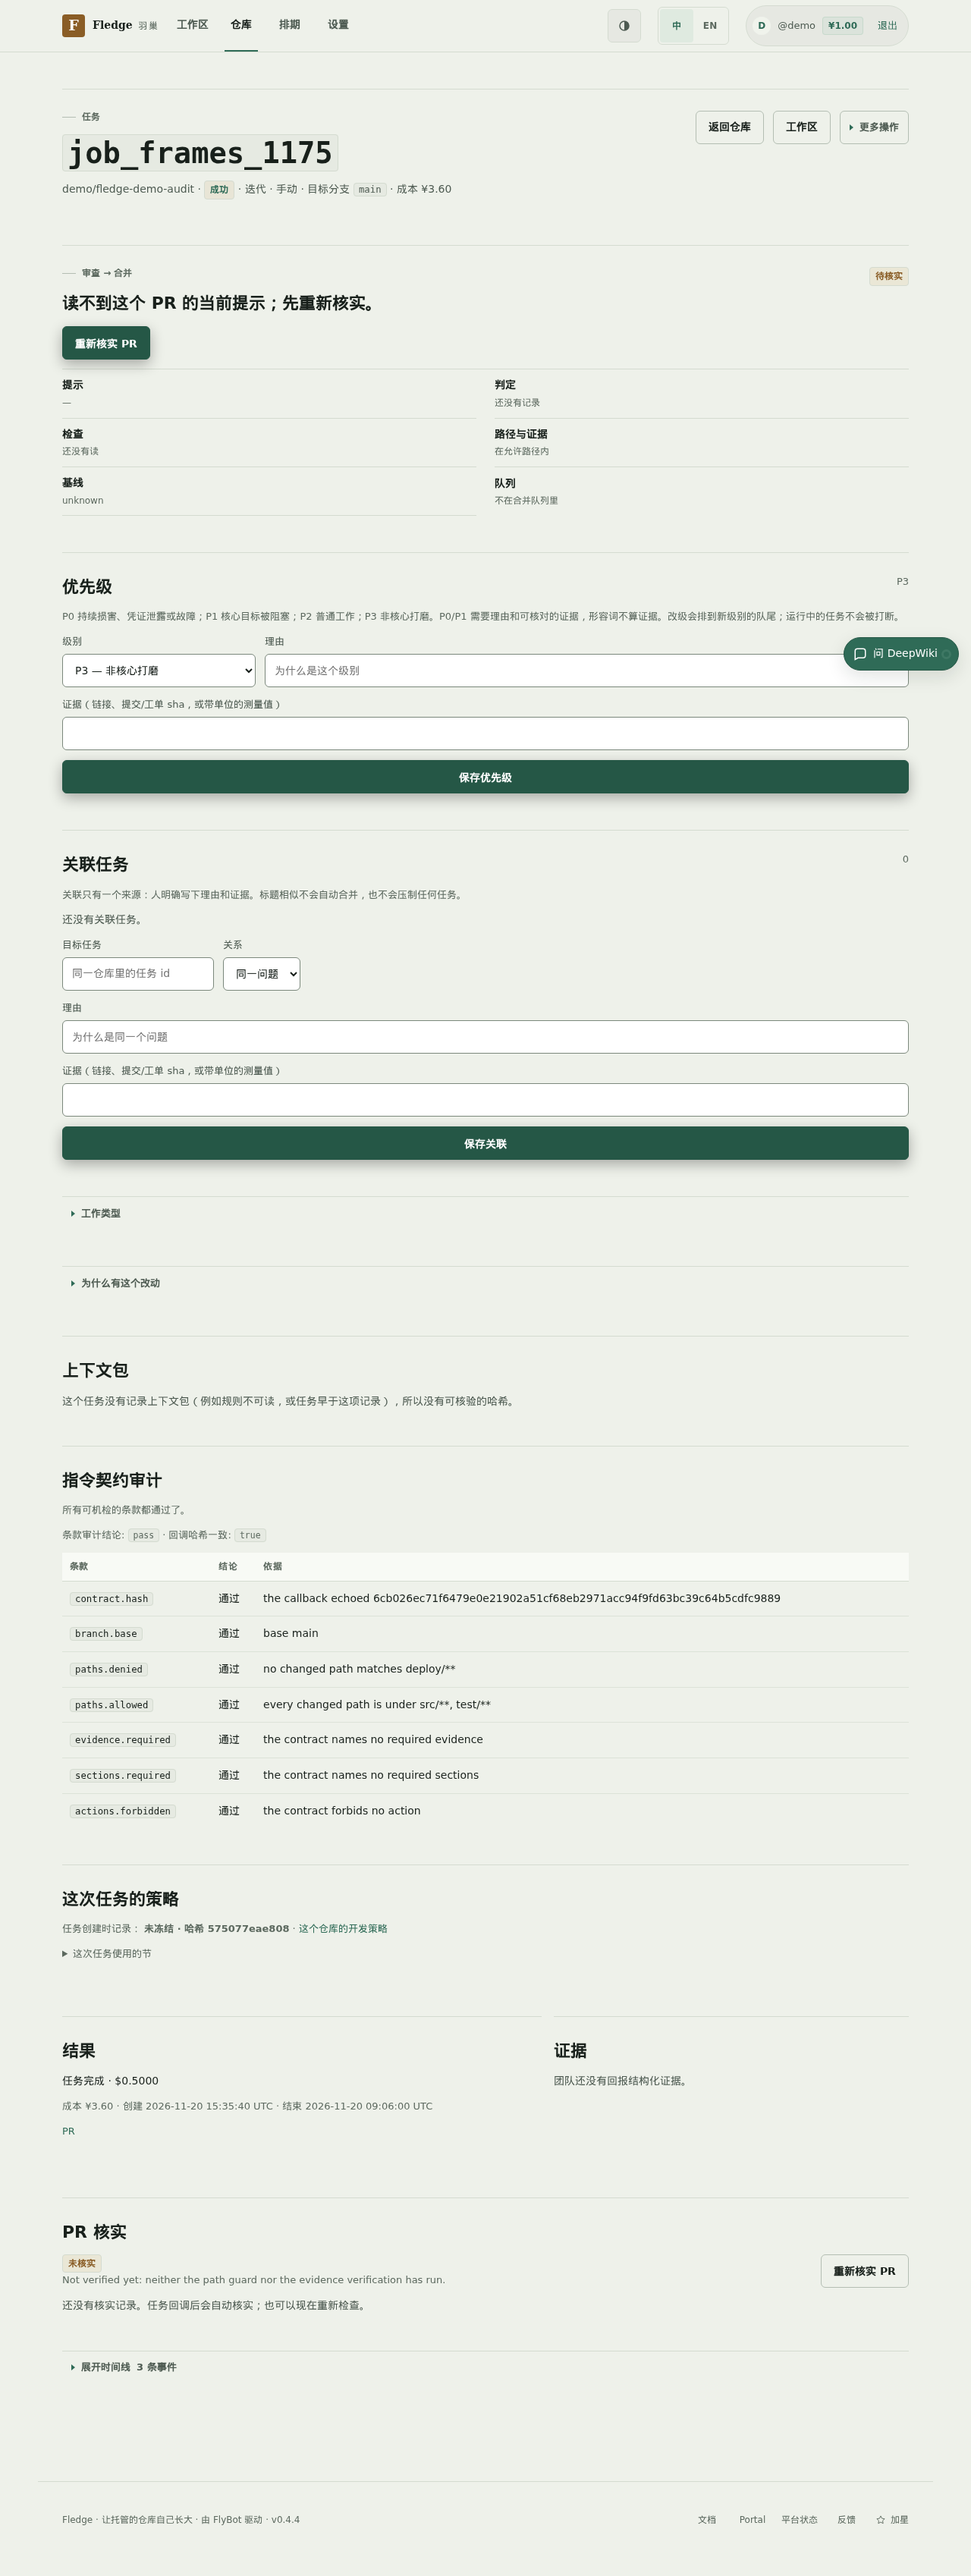 F Fledge 羽巢 工作区 仓库 排期 设置 中 EN D @demo ¥1.00 退出
任务
返回仓库 工作区 更多操作
job_frames_1175
demo/fledge-demo-audit · 成功 · 迭代 · 手动 · 目标分支 main · 成本 ¥3.60
审查 → 合并
待核实
读不到这个 PR 的当前提示；先重新核实。
重新核实 PR
提示
—
判定
还没有记录
检查
还没有读
路径与证据
在允许路径内
基线
unknown
队列
不在合并队列里
优先级
P3
P0 持续损害、凭证泄露或故障；P1 核心目标被阻塞；P2 普通工作；P3 非核心打磨。P0/P1 需要理由和可核对的证据，形容词不算证据。改级会排到新级别的队尾；运行中的任务不会被打断。
级别 理由
P3 — 非核心打磨 为什么是这个级别
问 DeepWiki
证据（链接、提交/工单 sha，或带单位的测量值）
保存优先级
关联任务
0
关联只有一个来源：人明确写下理由和证据。标题相似不会自动合并，也不会压制任何任务。
还没有关联任务。
目标任务 关系
同一仓库里的任务 id 同一问题
理由
为什么是同一个问题
证据（链接、提交/工单 sha，或带单位的测量值）
保存关联
工作类型
为什么有这个改动
上下文包
这个任务没有记录上下文包（例如规则不可读，或任务早于这项记录），所以没有可核验的哈希。
指令契约审计
所有可机检的条款都通过了。
条款审计结论: pass · 回调哈希一致: true
条款 结论 依据
contract.hash 通过 the callback echoed 6cb026ec71f6479e0e21902a51cf68eb2971acc94f9fd63bc39c64b5cdfc9889
branch.base 通过 base main
paths.denied 通过 no changed path matches deploy/**
paths.allowed 通过 every changed path is under src/**, test/**
evidence.required 通过 the contract names no required evidence
sections.required 通过 the contract names no required sections
actions.forbidden 通过 the contract forbids no action
这次任务的策略
任务创建时记录： 未冻结 · 哈希 575077eae808 · 这个仓库的开发策略
这次任务使用的节
结果
任务完成 · $0.5000
成本 ¥3.60 · 创建 2026-11-20 15:35:40 UTC · 结束 2026-11-20 09:06:00 UTC
PR
证据
团队还没有回报结构化证据。
PR 核实
未核实
Not verified yet: neither the path guard nor the evidence verification has run.
重新核实 PR
还没有核实记录。任务回调后会自动核实；也可以现在重新检查。
展开时间线 3 条事件
Fledge · 让托管的仓库自己长大 · 由 FlyBot 驱动 · v0.4.4
文档 Portal 平台状态 反馈 加星